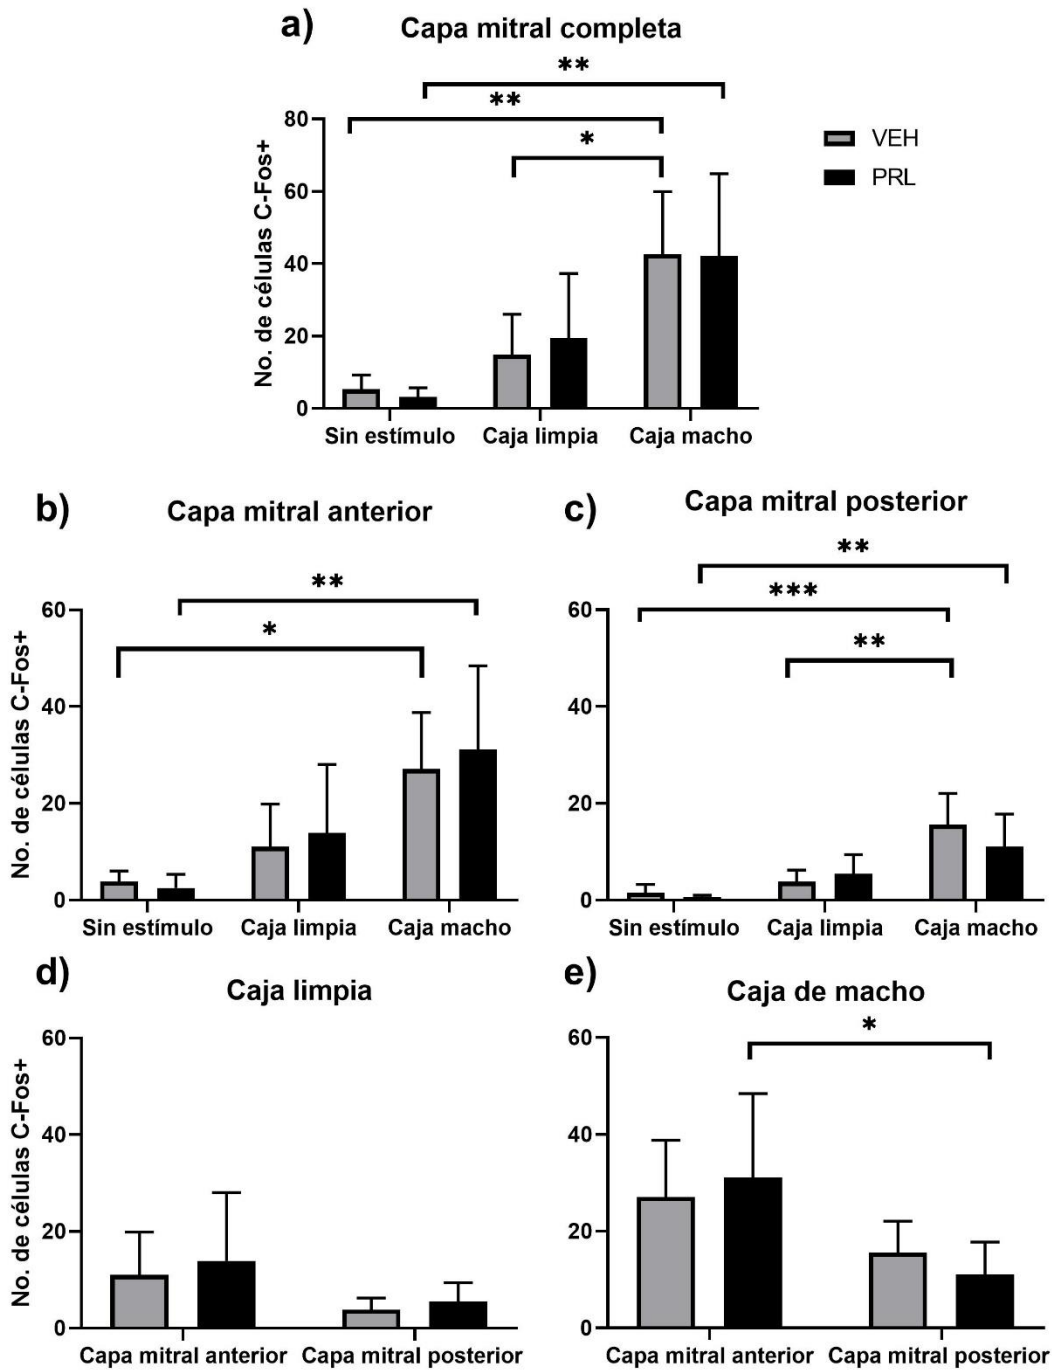 a)
Capa mitral completa
**
**
*
No. de células C-Fos+
80
60
40
20
0
Sin estímulo
Caja limpia
Caja macho
VEH
PRL
b)
Capa mitral anterior
**
*
No. de células C-Fos+
60
40
20
0
Sin estímulo
Caja limpia
Caja macho
c)
Capa mitral posterior
**
***
**
60
40
20
0
Sin estímulo
Caja limpia
Caja macho
d)
Caja limpia
No. de células C-Fos+
60
40
20
0
Capa mitral anterior
Capa mitral posterior
e)
Caja de macho
*
60
40
20
0
Capa mitral anterior
Capa mitral posterior